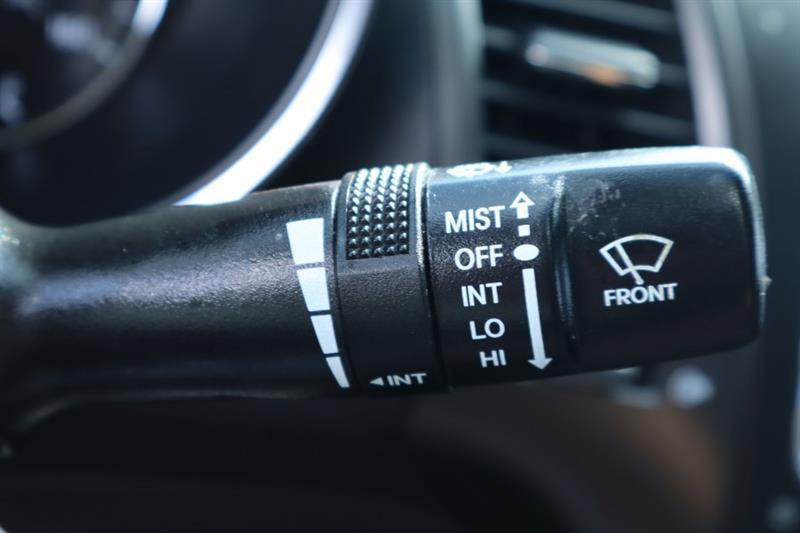 MIST
OFF
INT
LO
HI
INT
FRONT